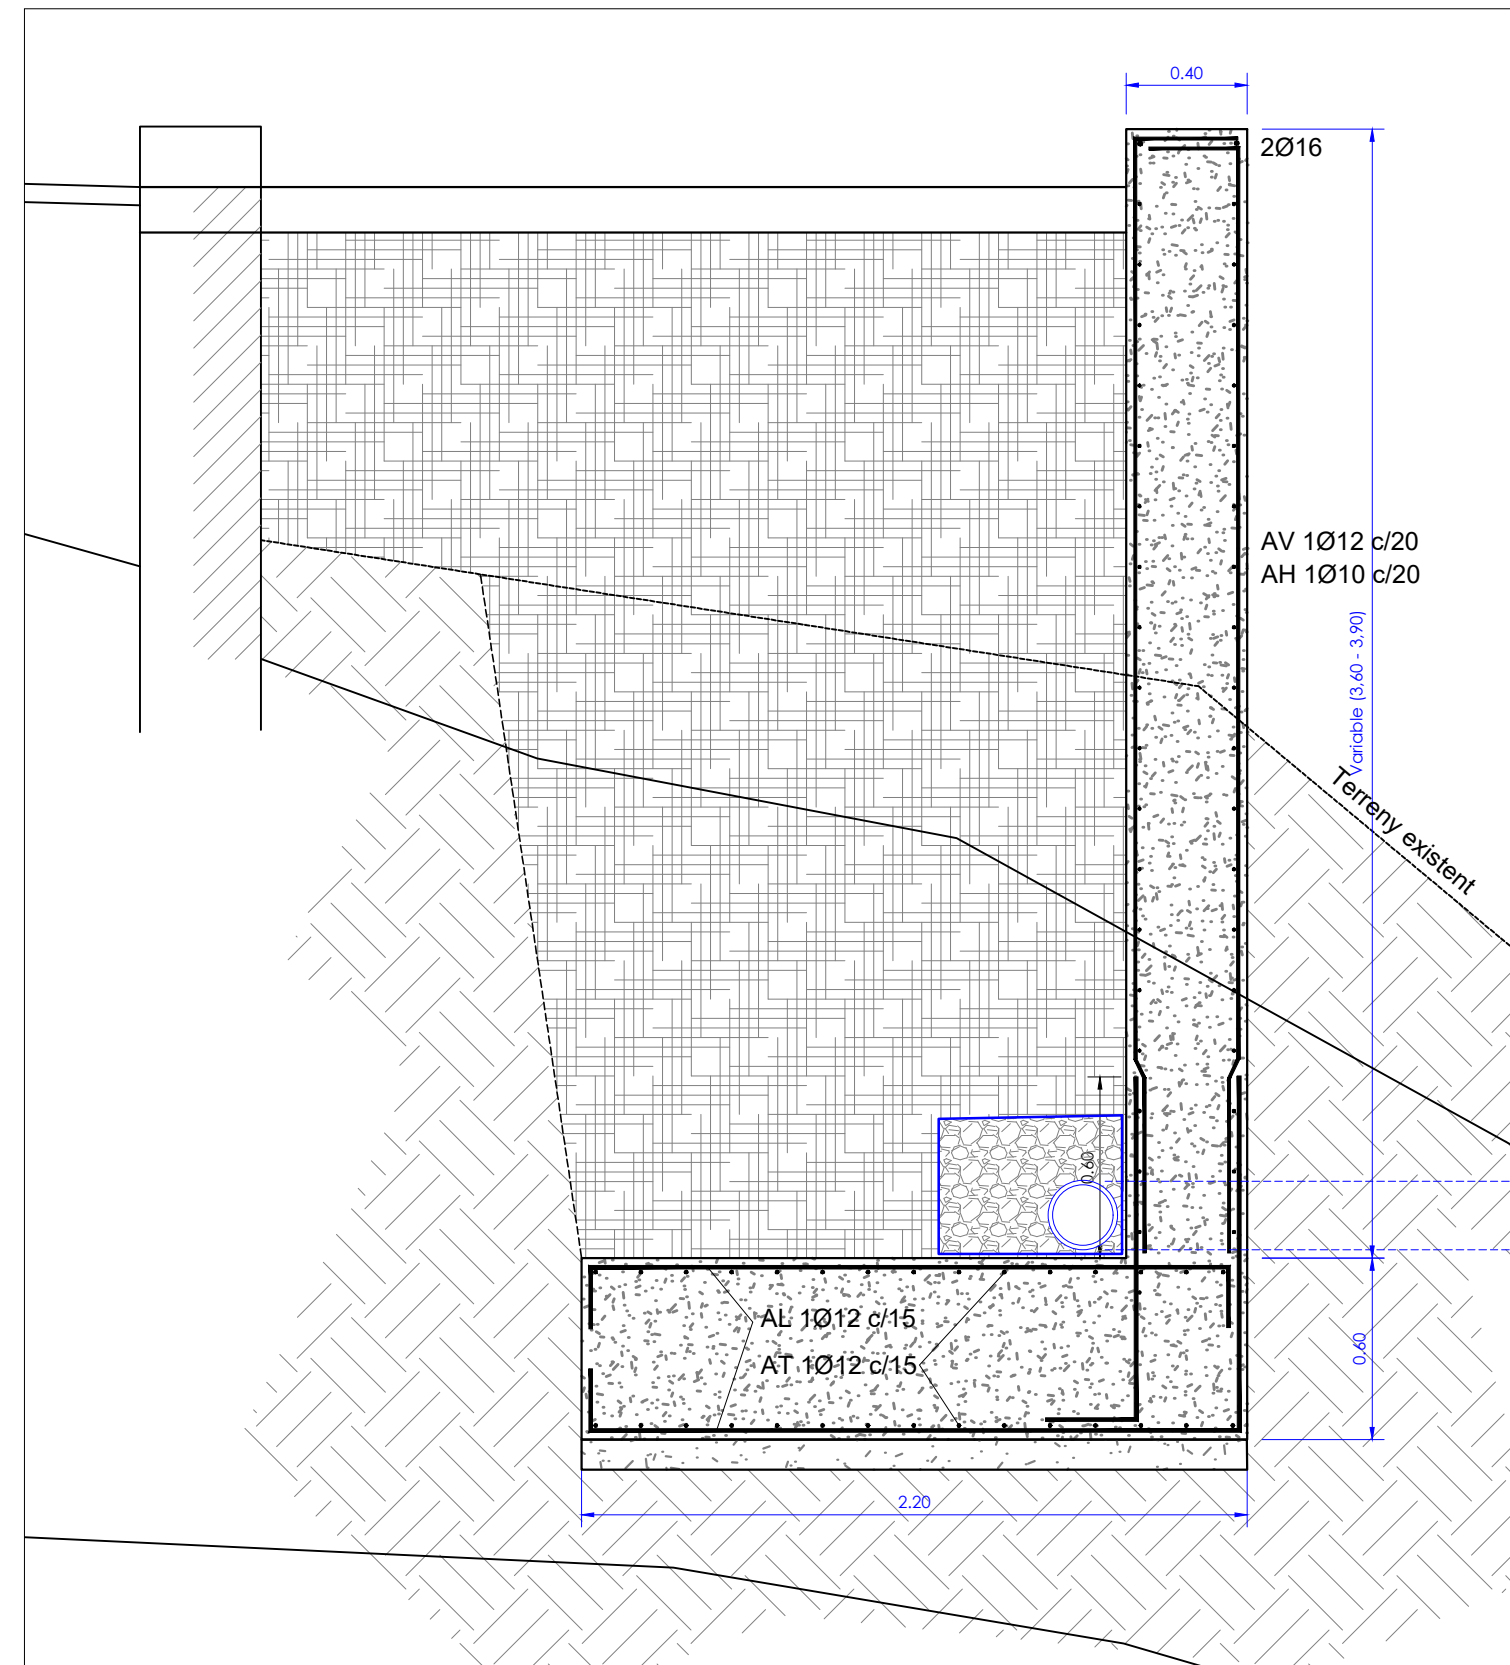 0.40
2Ø16
AV 1Ø12 c/20
AH 1Ø10 c/20
Variable (3,60 - 3,90)
Terreny existent
0.60
AL 1Ø12 c/15
AT 1Ø12 c/15
0.60
2.20